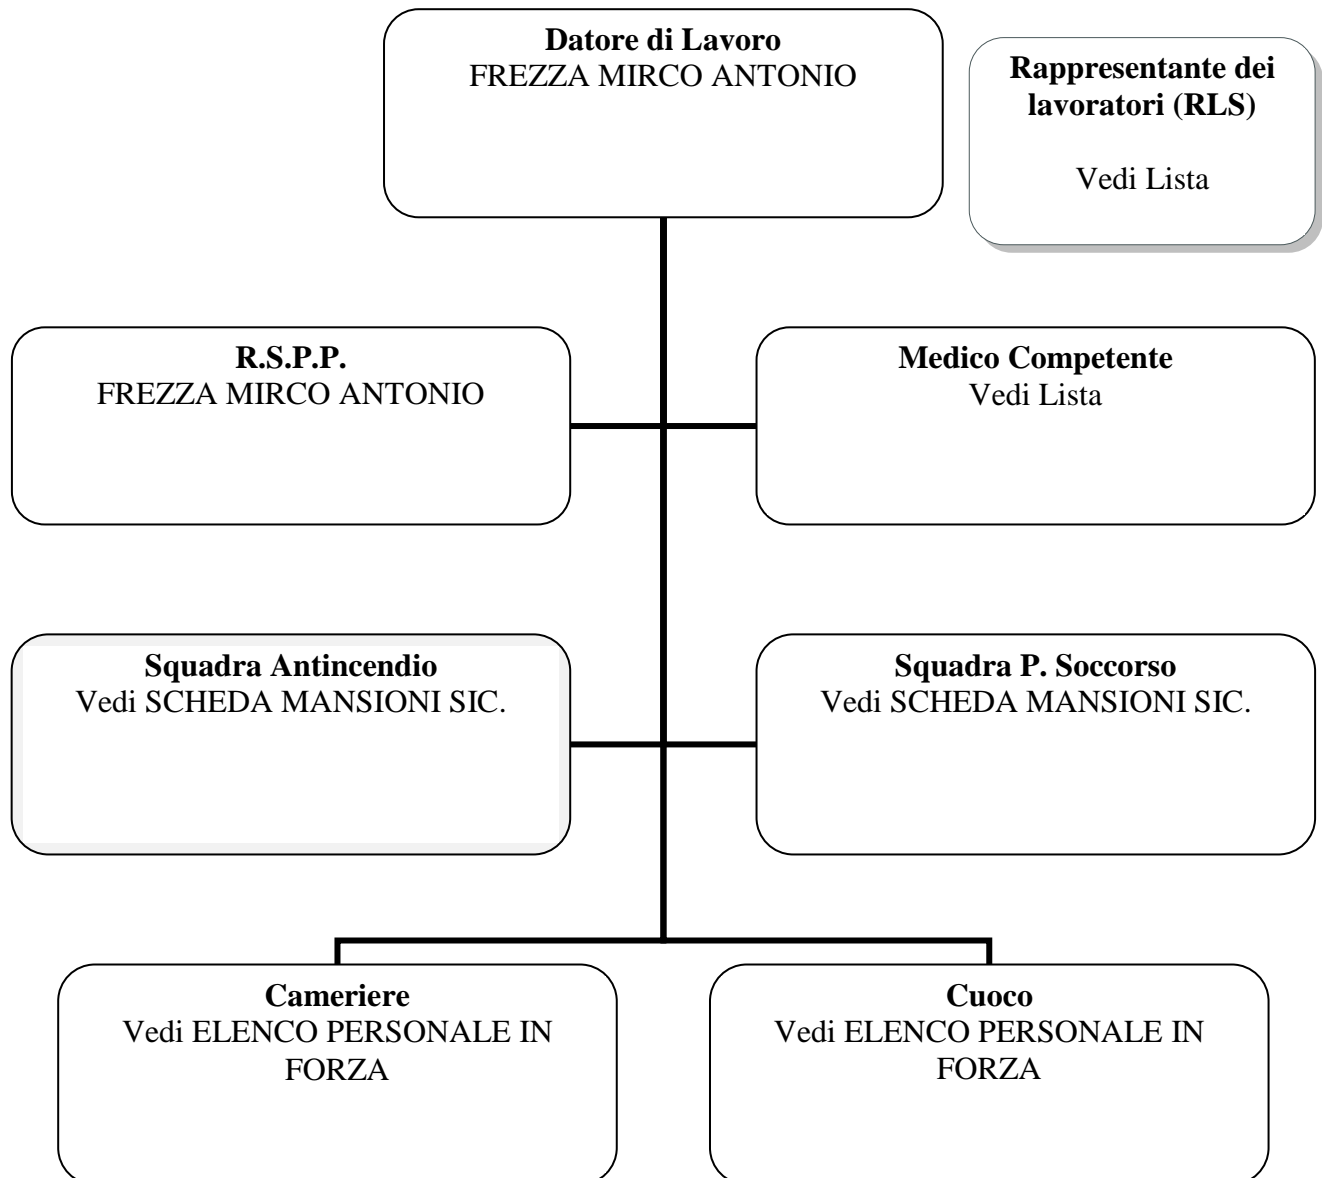 Datore di Lavoro
FREZZA MIRCO ANTONIO
Rappresentante dei
lavoratori (RLS)
Vedi Lista
R.S.P.P.
FREZZA MIRCO ANTONIO
Medico Competente
Vedi Lista
Squadra Antincendio
Vedi SCHEDA MANSIONI SIC.
Squadra P. Soccorso
Vedi SCHEDA MANSIONI SIC.
Cameriere
Vedi ELENCO PERSONALE IN
FORZA
Cuoco
Vedi ELENCO PERSONALE IN
FORZA